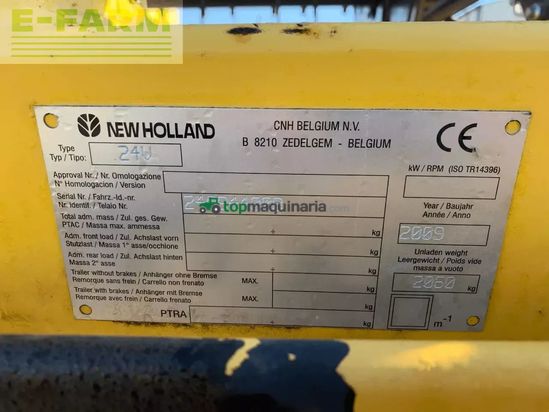 E-FARM
NEW HOLLAND
CNH BELGIUM N.V.
B 8210 ZEDELGEM - BELGIUM
CE
Type
Typ / Tipo:
24W
Approval Nr. / Nr. Omologazione
N° Homologacion / Version
Serial Nr. / Fahrz.-Id.-nr.
Nr. Identif. / Telaio Nr.
topmaquinaria.com
Total adm. mass / Zul. ges. Gew.
PTAC / Massa max. ammessa
kg
Adm. front load / Zul. Achslast vorn
Stutzlast / Massa 1° asse/occhione
kg
Adm. rear load / Zul. Achslast hinten
Massa 2° asse
kg
Trailer without brakes / Anhänger ohne Bremse
Remorque sans frein / Carrello non frenato
MAX.
kg
Trailer with brakes / Anhänger mit Bremse
Remorque avec frein / Carrello frenato
MAX.
kg
PTRA
kg
kW / RPM (ISO TR14396)
Year / Baujahr
Année / Anno
2009
Unladen weight
Leergewicht / Poids vide
massa a vuoto
2060
kg
m-1